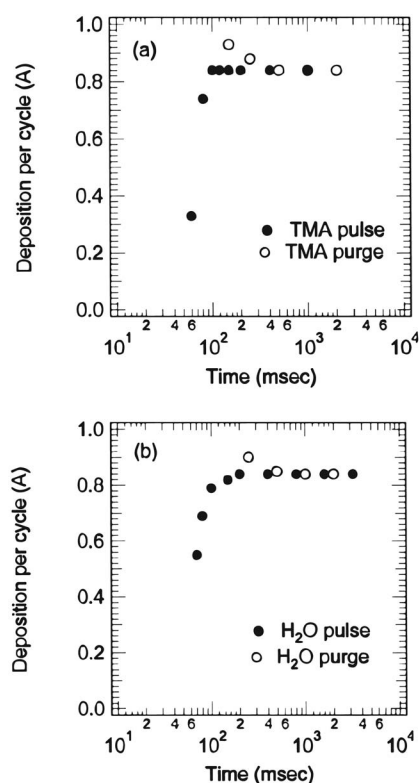 (a)
Deposition per cycle (A)
1.0
0.8
0.6
0.4
0.2
0.0
● TMA pulse
○ TMA purge
10¹ 2 4 6 10² 2 4 6 10³ 2 4 6 10⁴
Time (msec)
(b)
Deposition per cycle (A)
1.0
0.8
0.6
0.4
0.2
0.0
● H₂O pulse
○ H₂O purge
10¹ 2 4 6 10² 2 4 6 10³ 2 4 6 10⁴
Time (msec)